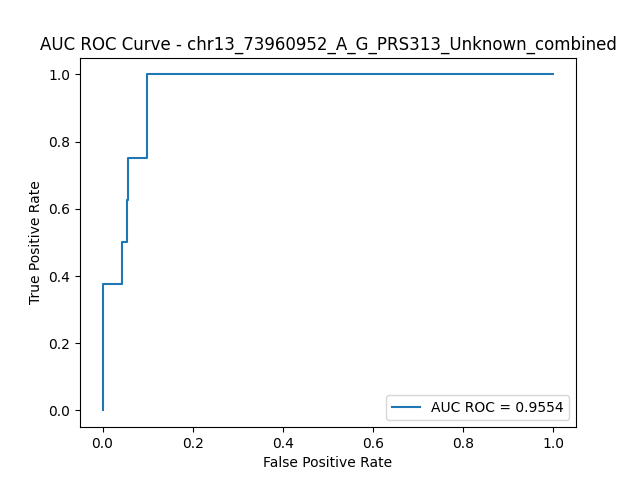 AUC ROC Curve - chr13_73960952_A_G_PRS313_Unknown_combined
1.0
0.8
0.6
0.4
0.2
0.0
True Positive Rate
AUC ROC = 0.9554
0.0 0.2 0.4 0.6 0.8 1.0
False Positive Rate